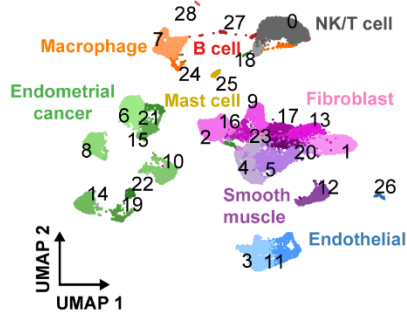 28
27
0
NK/T cell
7
Macrophage
B cell
18
24
25
Endometrial
cancer
Mast cell
9
Fibroblast
6
21
16
17
13
2
23
15
8
20
1
10
4
5
22
14
19
Smooth
muscle
12
26
Endothelial
3
11
UMAP 2
UMAP 1